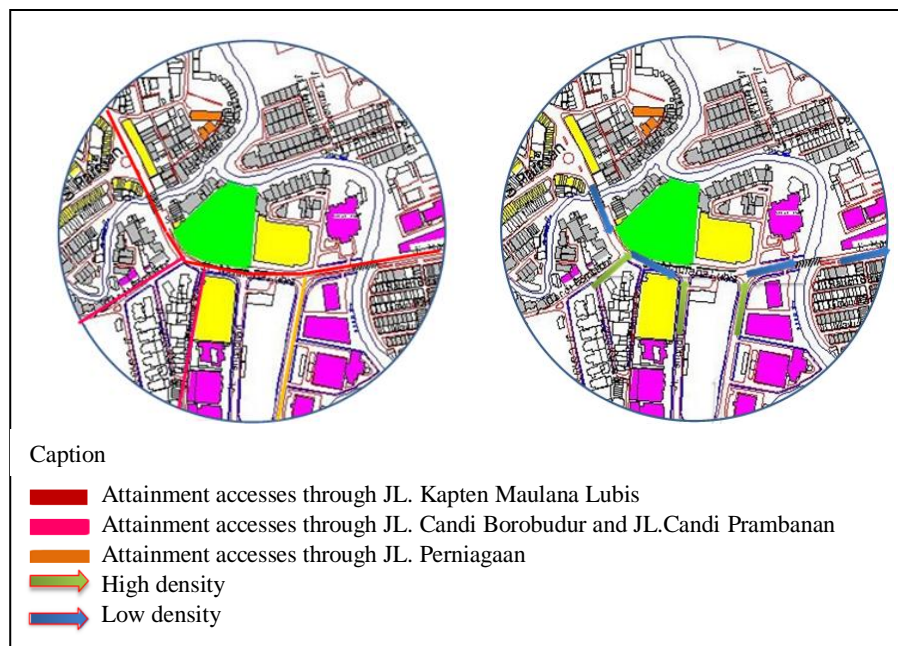 Caption
Attainment accesses through JL. Kapten Maulana Lubis
Attainment accesses through JL. Candi Borobudur and JL.Candi Prambanan
Attainment accesses through JL. Perniagaan
High density
Low density